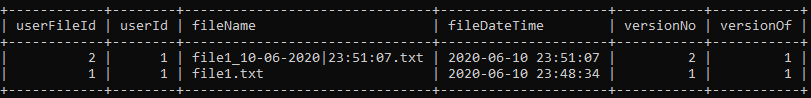 +------------+--------+------------------------------+---------------------+-----------+-----------+
| userFileId | userId | fileName                     | fileDateTime        | versionNo | versionOf |
+------------+--------+------------------------------+---------------------+-----------+-----------+
|          2 |      1 | file1_10-06-2020|23:51:07.txt | 2020-06-10 23:51:07 |         2 |         1 |
|          1 |      1 | file1.txt                    | 2020-06-10 23:48:34 |         1 |         1 |
+------------+--------+------------------------------+---------------------+-----------+-----------+